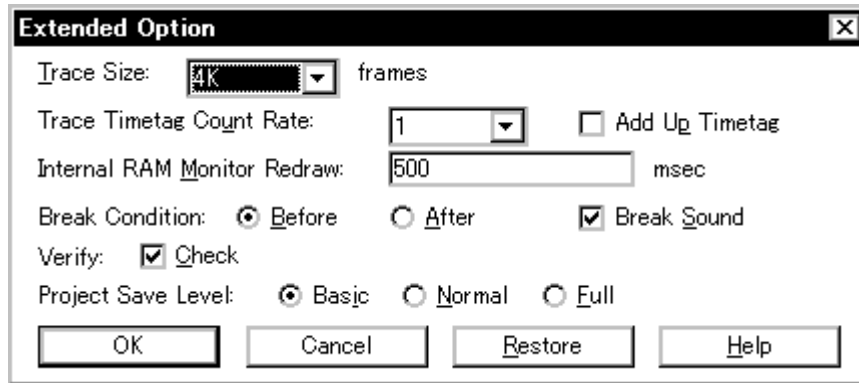 Extended Option
Trace Size: 4K frames
Trace Timetag Count Rate: 1 Add Up Timetag
Internal RAM Monitor Redraw: 500 msec
Break Condition: Before After Break Sound
Verify: Check
Project Save Level: Basic Normal Full
OK Cancel Restore Help